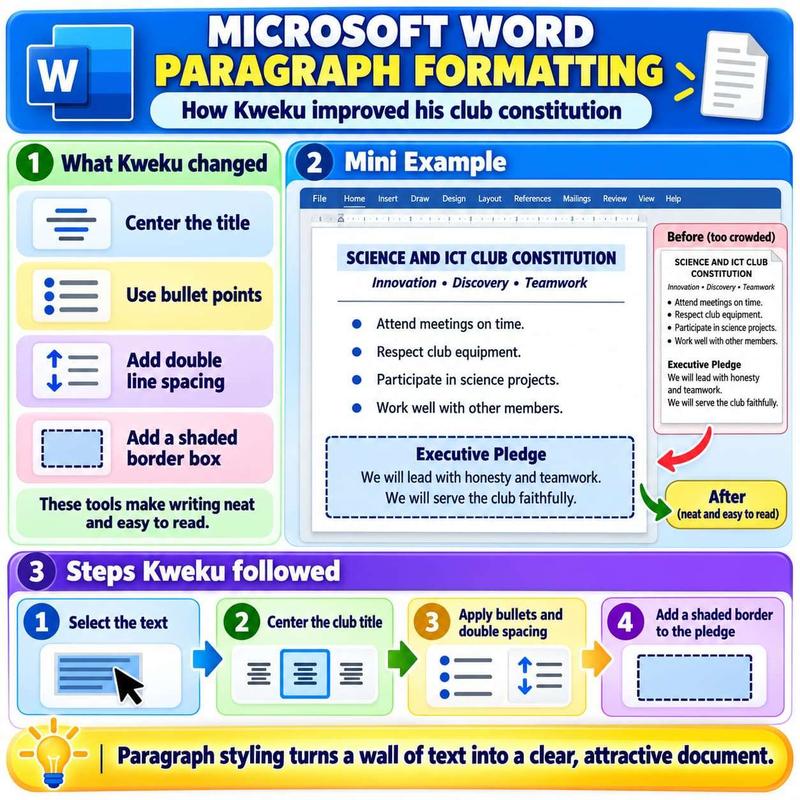 W
MICROSOFT WORD
PARAGRAPH FORMATTING
How Kweku improved his club constitution
1 What Kweku changed
Center the title
Use bullet points
Add double
line spacing
Add a shaded
border box
These tools make writing neat
and easy to read.
2 Mini Example
File Home Insert Draw Design Layout References Mailings Review View Help
SCIENCE AND ICT CLUB CONSTITUTION
Innovation • Discovery • Teamwork
• Attend meetings on time.
• Respect club equipment.
• Participate in science projects.
• Work well with other members.
Executive Pledge
We will lead with honesty and teamwork.
We will serve the club faithfully.
Before (too crowded)
SCIENCE AND ICT CLUB
CONSTITUTION
Innovation • Discovery • Teamwork
• Attend meetings on time.
• Respect club equipment.
• Participate in science projects.
• Work well with other members.
Executive Pledge
We will lead with honesty
and teamwork.
We will serve the club faithfully.
After
(neat and easy to read)
3 Steps Kweku followed
1 Select the text
2 Center the club title
3 Apply bullets and
double spacing
4 Add a shaded border
to the pledge
Paragraph styling turns a wall of text into a clear, attractive document.